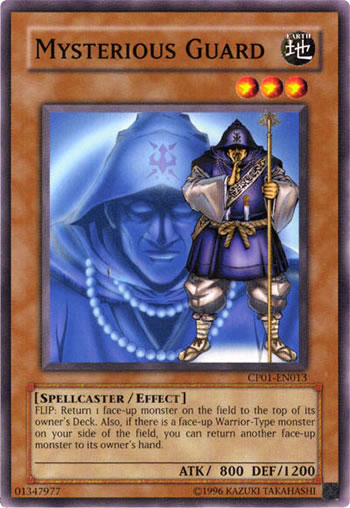 MYSTERIOUS GUARD
EARTH
地
CP01-EN013
[SPELLCASTER / EFFECT]
FLIP: Return 1 face-up monster on the field to the top of its
owner's Deck. Also, if there is a face-up Warrior-Type monster
on your side of the field, you can return another face-up
monster to its owner's hand.
ATK/ 800 DEF/1200
01347977
©1996 KAZUKI TAKAHASHI